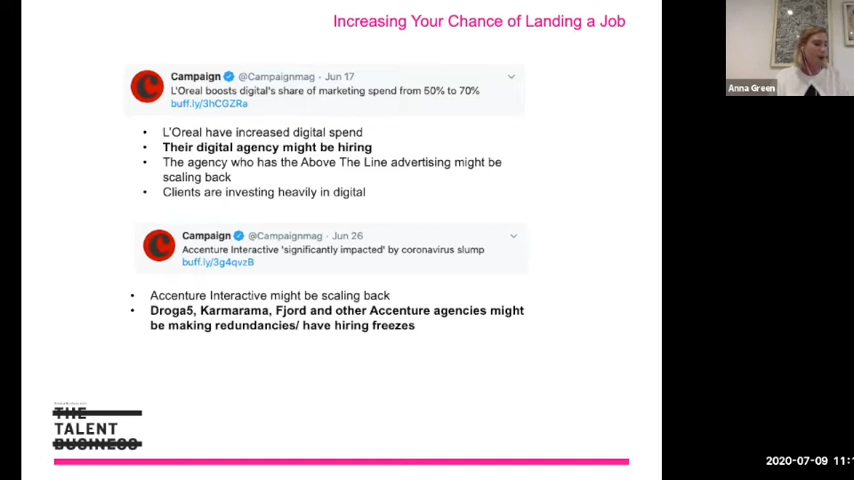 Increasing Your Chance of Landing a Job
Campaign @Campaignmag · Jun 17
L'Oreal boosts digital's share of marketing spend from 50% to 70%
buff.ly/3hCGZRa
• L'Oreal have increased digital spend
• Their digital agency might be hiring
• The agency who has the Above The Line advertising might be
scaling back
• Clients are investing heavily in digital
Campaign @Campaignmag · Jun 26
Accenture Interactive 'significantly impacted' by coronavirus slump
buff.ly/3g4qvzB
• Accenture Interactive might be scaling back
• Droga5, Karmarama, Fjord and other Accenture agencies might
be making redundancies/ have hiring freezes
THE
TALENT
BUSINESS
Anna Green
2020-07-09 11:1